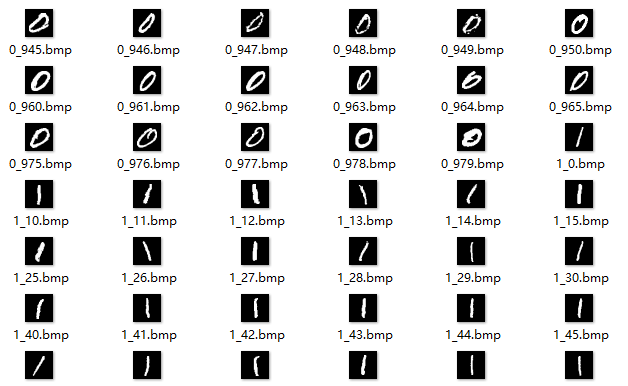 0_945.bmp 0_946.bmp 0_947.bmp 0_948.bmp 0_949.bmp 0_950.bmp
0_960.bmp 0_961.bmp 0_962.bmp 0_963.bmp 0_964.bmp 0_965.bmp
0_975.bmp 0_976.bmp 0_977.bmp 0_978.bmp 0_979.bmp 1_0.bmp
1_10.bmp 1_11.bmp 1_12.bmp 1_13.bmp 1_14.bmp 1_15.bmp
1_25.bmp 1_26.bmp 1_27.bmp 1_28.bmp 1_29.bmp 1_30.bmp
1_40.bmp 1_41.bmp 1_42.bmp 1_43.bmp 1_44.bmp 1_45.bmp